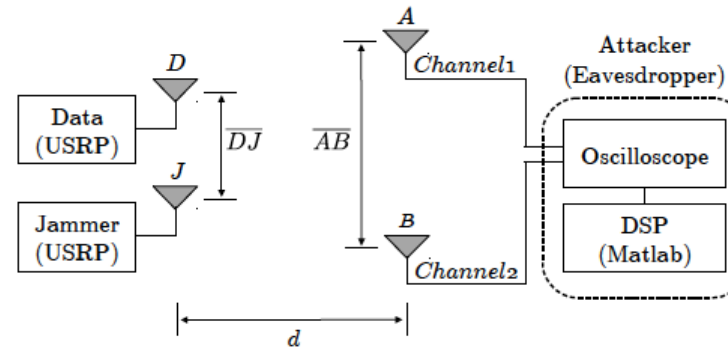 A
Channel1
Attacker
(Eavesdropper)
D
Data
(USRP)
DJ
AB
Oscilloscope
J
Jammer
(USRP)
B
Channel2
DSP
(Matlab)
d